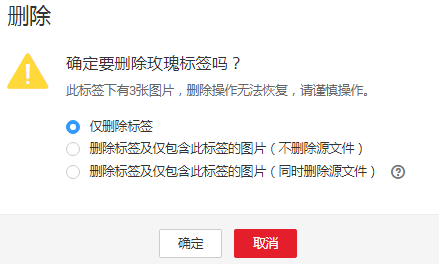 删除
确定要删除玫瑰标签吗？
此标签下有3张图片，删除操作无法恢复，请谨慎操作。
仅删除标签
删除标签及仅包含此标签的图片（不删除源文件）
删除标签及仅包含此标签的图片（同时删除源文件）
确定
取消